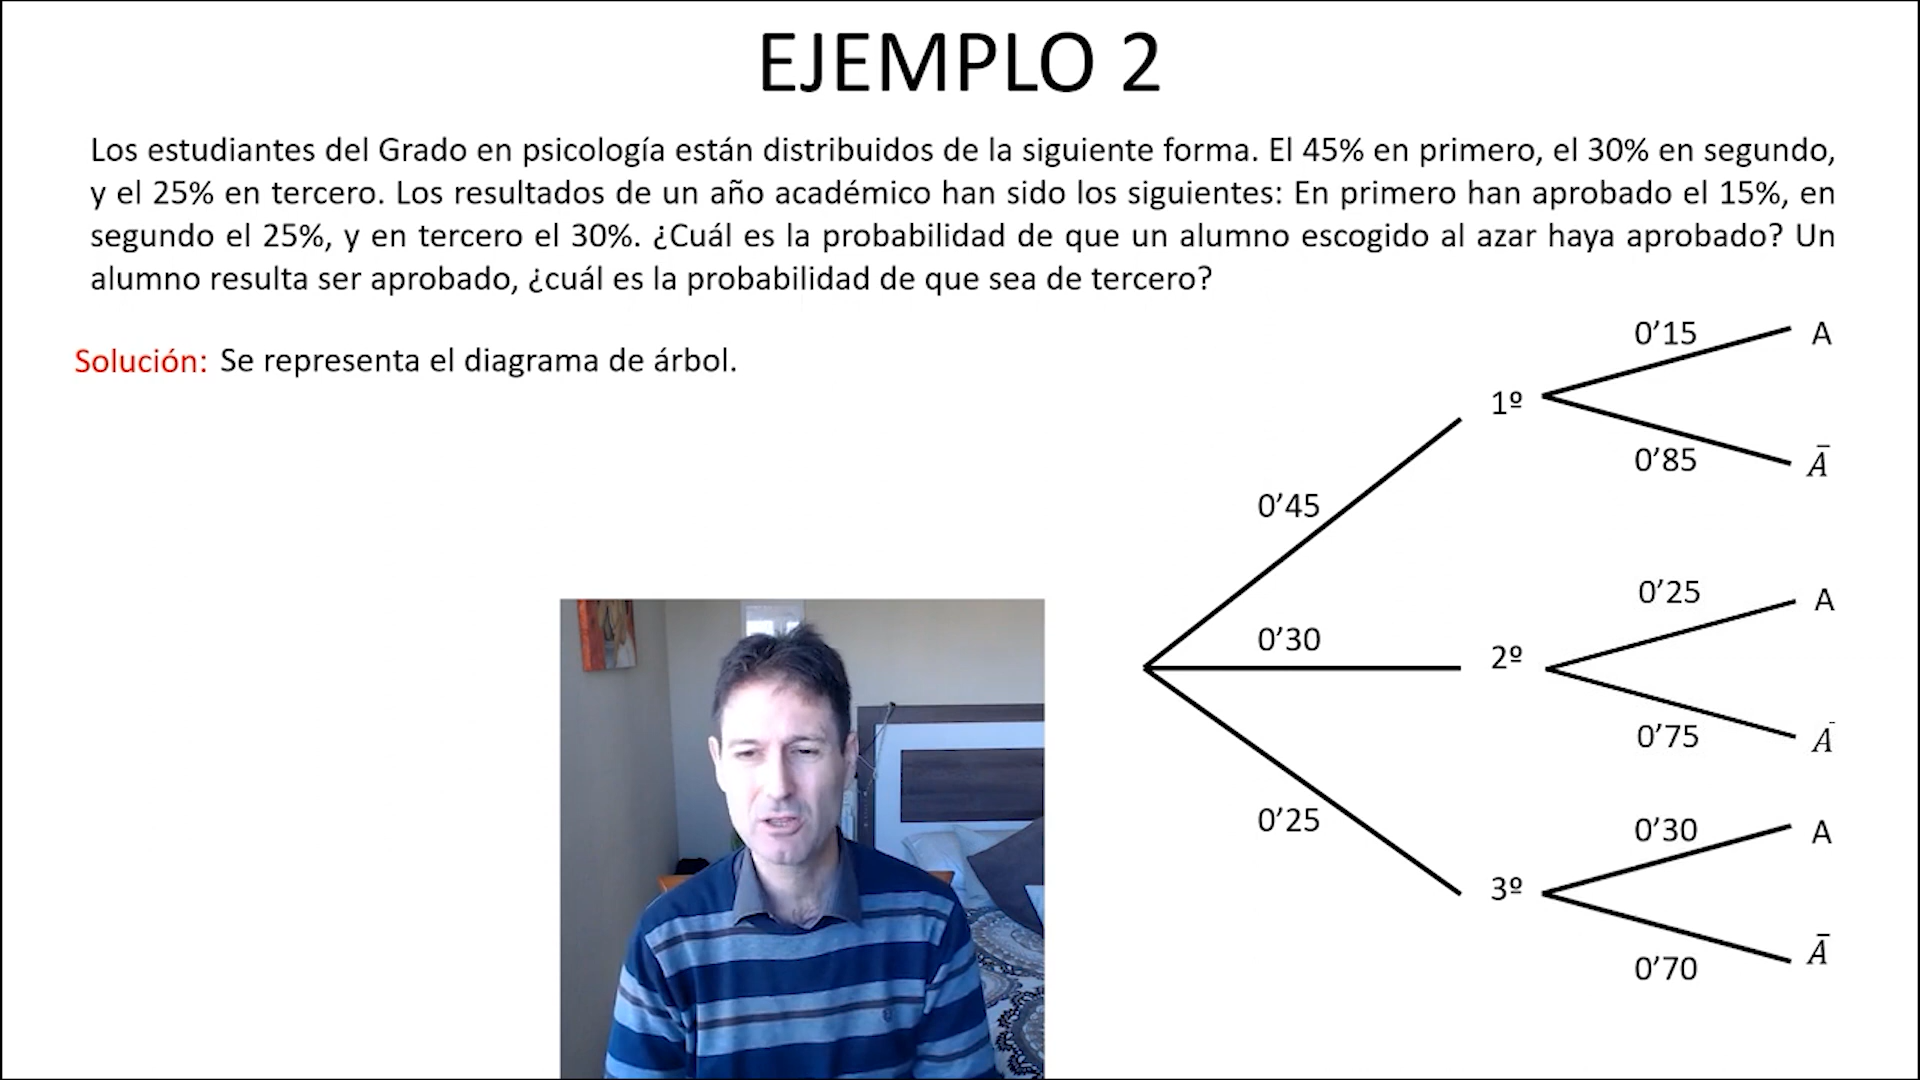 EJEMPLO 2
Los estudiantes del Grado en psicología están distribuidos de la siguiente forma. El 45% en primero, el 30% en segundo,
y el 25% en tercero. Los resultados de un año académico han sido los siguientes: En primero han aprobado el 15%, en
segundo el 25%, y en tercero el 30%. ¿Cuál es la probabilidad de que un alumno escogido al azar haya aprobado? Un
alumno resulta ser aprobado, ¿cuál es la probabilidad de que sea de tercero?
Solución: Se representa el diagrama de árbol.
0’15 A
1º
0’85 Ā
0’45
0’25 A
0’30 2º
0’75 Ā
0’25
0’30 A
3º
0’70 Ā